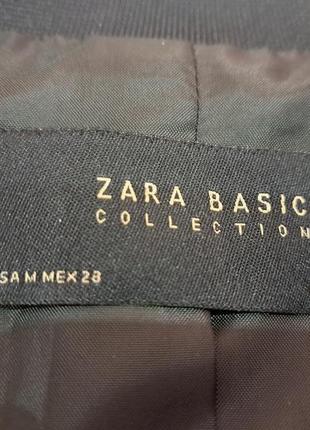 ZARA BASIC
COLLECTION
SA M MEX 28